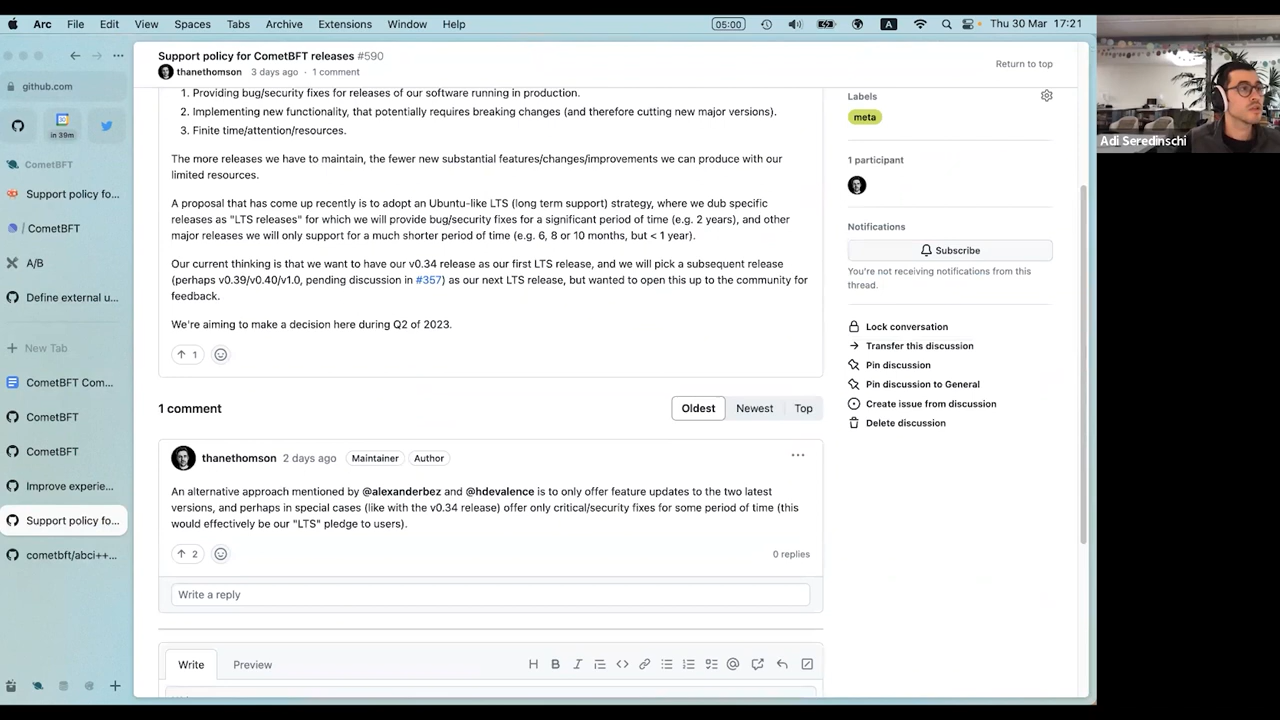 Arc File Edit View Spaces Tabs Archive Extensions Window Help
05:00 A Thu 30 Mar 17:21
github.com
in 39m
CometBFT
Support policy fo...
/ CometBFT
A/B
Define external u...
New Tab
CometBFT Com...
CometBFT
CometBFT
Improve experie...
Support policy fo...
cometbft/abci++...
Support policy for CometBFT releases #590
thanethomson 3 days ago · 1 comment
Return to top
1. Providing bug/security fixes for releases of our software running in production.
2. Implementing new functionality, that potentially requires breaking changes (and therefore cutting new major versions).
3. Finite time/attention/resources.
The more releases we have to maintain, the fewer new substantial features/changes/improvements we can produce with our
limited resources.
A proposal that has come up recently is to adopt an Ubuntu-like LTS (long term support) strategy, where we dub specific
releases as "LTS releases" for which we will provide bug/security fixes for a significant period of time (e.g. 2 years), and other
major releases we will only support for a much shorter period of time (e.g. 6, 8 or 10 months, but < 1 year).
Our current thinking is that we want to have our v0.34 release as our first LTS release, and we will pick a subsequent release
(perhaps v0.39/v0.40/v1.0, pending discussion in #357) as our next LTS release, but wanted to open this up to the community for
feedback.
We're aiming to make a decision here during Q2 of 2023.
1
1 comment
Oldest Newest Top
thanethomson 2 days ago Maintainer Author
An alternative approach mentioned by @alexanderbez and @hdevalence is to only offer feature updates to the two latest
versions, and perhaps in special cases (like with the v0.34 release) offer only critical/security fixes for some period of time (this
would effectively be our "LTS" pledge to users).
2
0 replies
Write a reply
Write Preview
Labels
meta
1 participant
Notifications
Subscribe
You're not receiving notifications from this
thread.
Lock conversation
Transfer this discussion
Pin discussion
Pin discussion to General
Create issue from discussion
Delete discussion
Adi Seredinschi